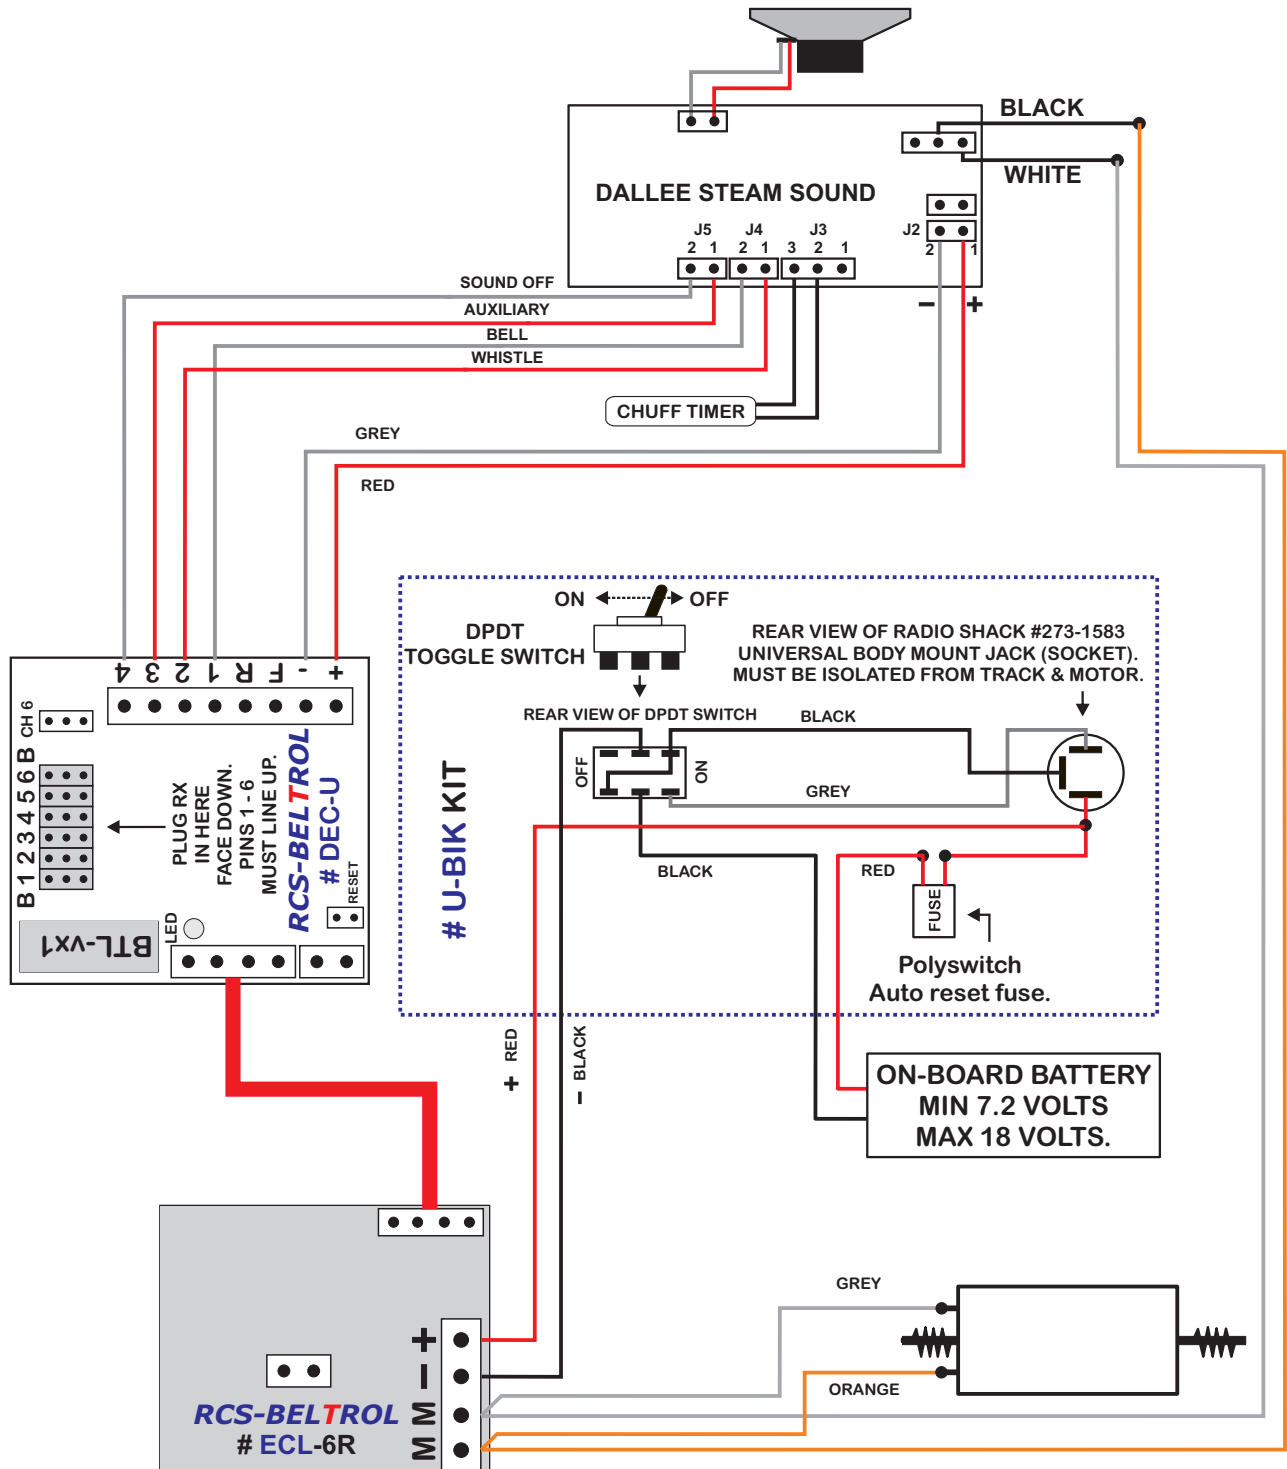 BLACK
WHITE
DALLEE STEAM SOUND
J5 J4 J3
2 1 2 1 3 2 1
J2
2 1
− +
SOUND OFF
AUXILIARY
BELL
WHISTLE
CHUFF TIMER
GREY
RED
4 3 2 1 R F - +
CH 6
B 1 2 3 4 5 6 B
PLUG RX
IN HERE
FACE DOWN.
PINS 1 - 6
MUST LINE UP.
RCS-BELTROL
# DEC-U
RESET
LED
BTL-vx1
ON OFF
DPDT
TOGGLE SWITCH
REAR VIEW OF RADIO SHACK #273-1583
UNIVERSAL BODY MOUNT JACK (SOCKET).
MUST BE ISOLATED FROM TRACK & MOTOR.
REAR VIEW OF DPDT SWITCH
BLACK
OFF
ON
GREY
# U-BIK KIT
BLACK
RED
FUSE
Polyswitch
Auto reset fuse.
+ RED
− BLACK
ON-BOARD BATTERY
MIN 7.2 VOLTS
MAX 18 VOLTS.
GREY
ORANGE
+
−
M
M
RCS-BELTROL
# ECL-6R